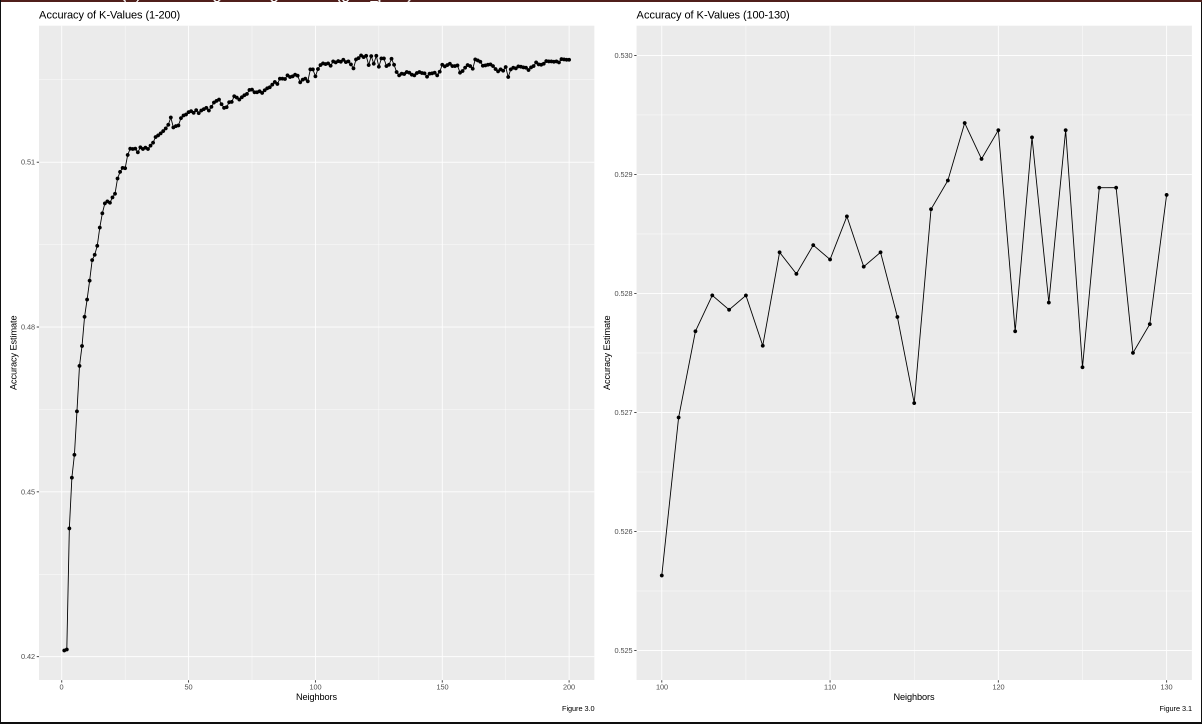 Accuracy of K-Values (1-200)
Accuracy Estimate
0.51
0.48
0.45
0.42
0
50
100
150
200
Neighbors
Figure 3.0
Accuracy of K-Values (100-130)
Accuracy Estimate
0.530
0.529
0.528
0.527
0.526
0.525
100
110
120
130
Neighbors
Figure 3.1